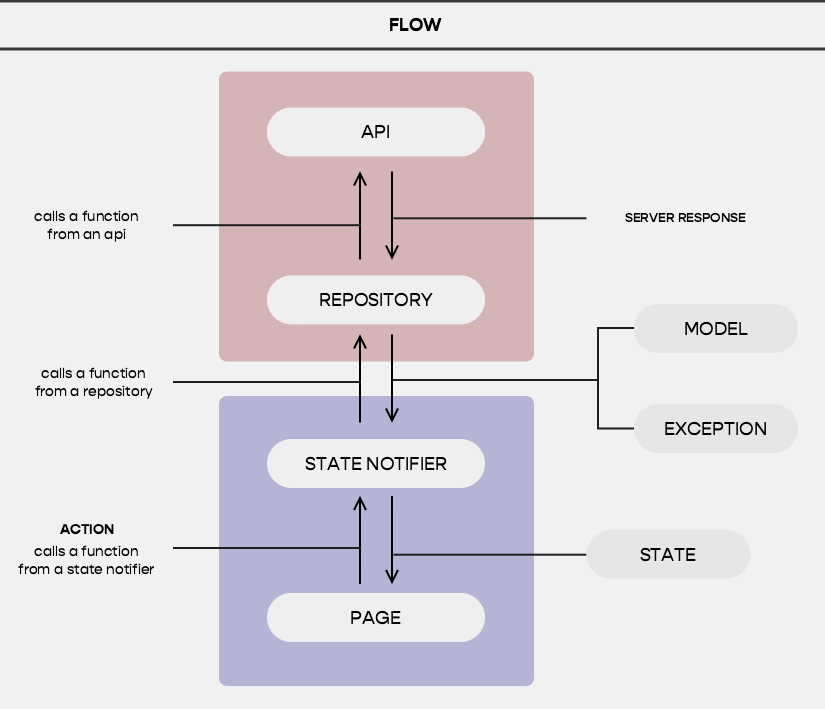 FLOW
API
calls a function
from an api
SERVER RESPONSE
REPOSITORY
MODEL
calls a function
from a repository
EXCEPTION
STATE NOTIFIER
ACTION
calls a function
from a state notifier
STATE
PAGE